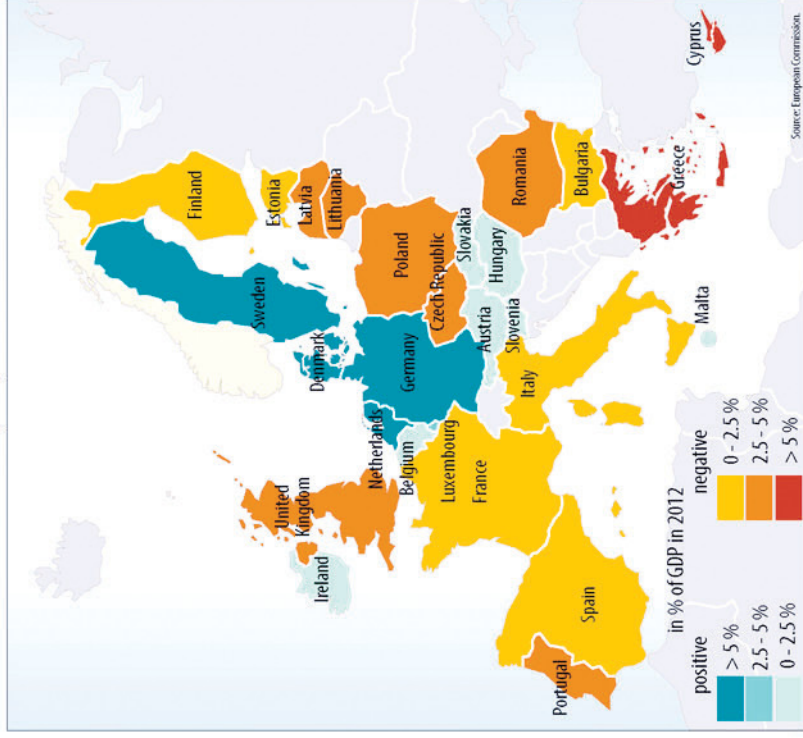 Finland
Sweden
Estonia
Latvia
Lithuania
Denmark
United
Kingdom
Ireland
Netherlands
Belgium
Germany
Poland
Czech Republic
Luxembourg
France
Slovakia
Austria
Hungary
Slovenia
Romania
Bulgaria
Italy
Spain
Portugal
Greece
Malta
Cyprus
in % of GDP in 2012
positive
> 5 %
2.5 - 5 %
0 - 2.5 %
negative
0 - 2.5 %
2.5 - 5 %
> 5 %
Source: European Commission.